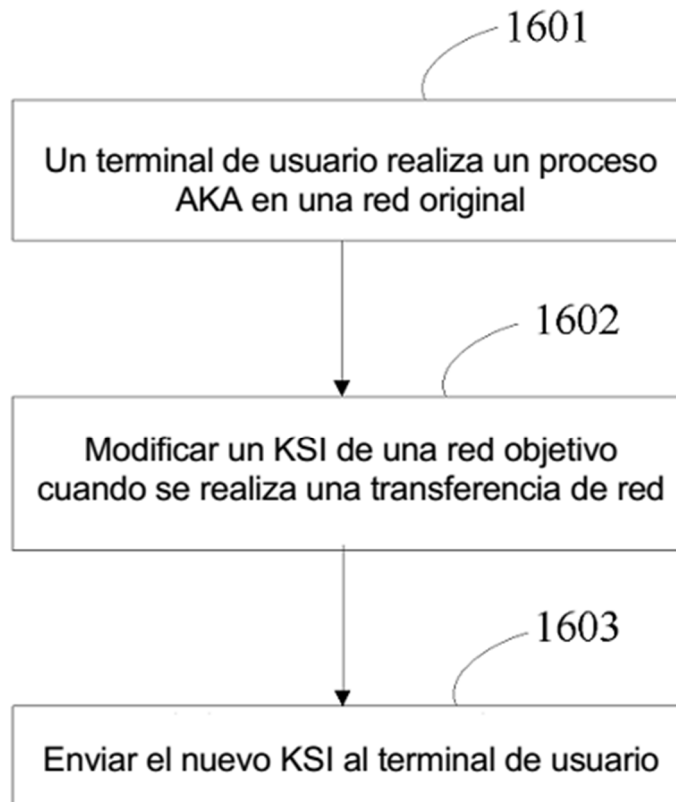 1601
Un terminal de usuario realiza un proceso
AKA en una red original
1602
Modificar un KSI de una red objetivo
cuando se realiza una transferencia de red
1603
Enviar el nuevo KSI al terminal de usuario